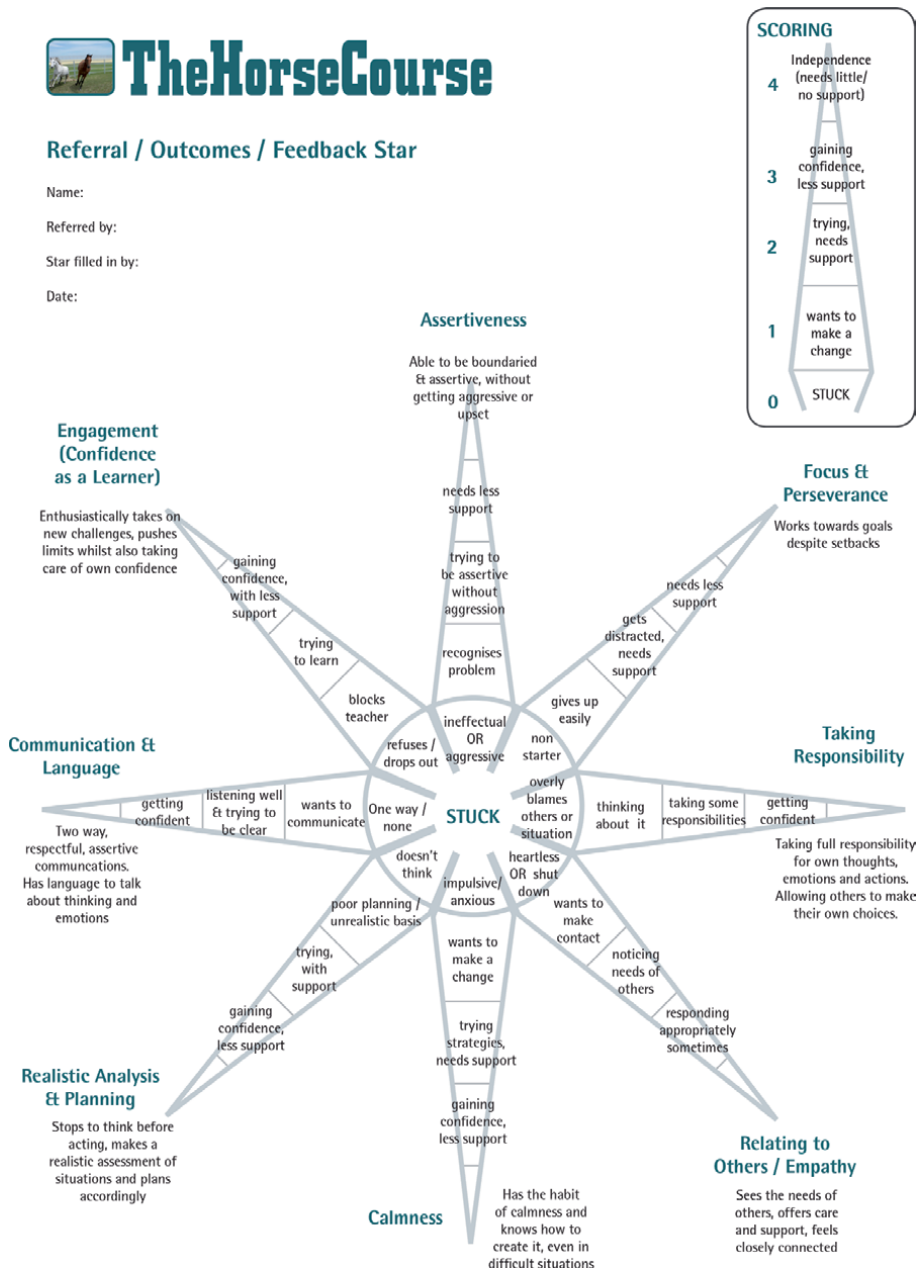 TheHorseCourse
Referral / Outcomes / Feedback Star
Name:
Referred by:
Star filled in by:
Date:
SCORING
4
Independence
(needs little/
no support)
3
gaining
confidence,
less support
2
trying,
needs
support
1
wants to
make a
change
0
STUCK
Assertiveness
Able to be boundaried
& assertive, without
getting aggressive or
upset
needs less
support
trying to
be assertive
without
aggression
recognises
problem
ineffectual
OR
aggressive
Engagement
(Confidence
as a Learner)
Enthusiastically takes on
new challenges, pushes
limits whilst also taking
care of own confidence
gaining
confidence,
with less
support
trying
to learn
blocks
teacher
refuses /
drops out
Focus &
Perseverance
Works towards goals
despite setbacks
needs less
support
gets
distracted,
needs
support
gives up
easily
non
starter
Communication &
Language
getting
confident
listening well
& trying to
be clear
wants to
communicate
One way /
none
Two way,
respectful, assertive
communcations.
Has language to talk
about thinking and
emotions
STUCK
Taking
Responsibility
overly
blames
others or
situation
thinking
about it
taking some
responsibilities
getting
confident
Taking full responsibility
for own thoughts,
emotions and actions.
Allowing others to make
their own choices.
doesn't
think
poor planning /
unrealistic basis
trying,
with
support
gaining
confidence,
less support
Realistic Analysis
& Planning
Stops to think before
acting, makes a
realistic assessment of
situations and plans
accordingly
impulsive/
anxious
wants to
make a
change
trying
strategies,
needs support
gaining
confidence,
less support
Calmness
Has the habit
of calmness and
knows how to
create it, even in
difficult situations
heartless
OR shut
down
wants to
make
contact
noticing
needs of
others
responding
appropriately
sometimes
Relating to
Others / Empathy
Sees the needs of
others, offers care
and support, feels
closely connected